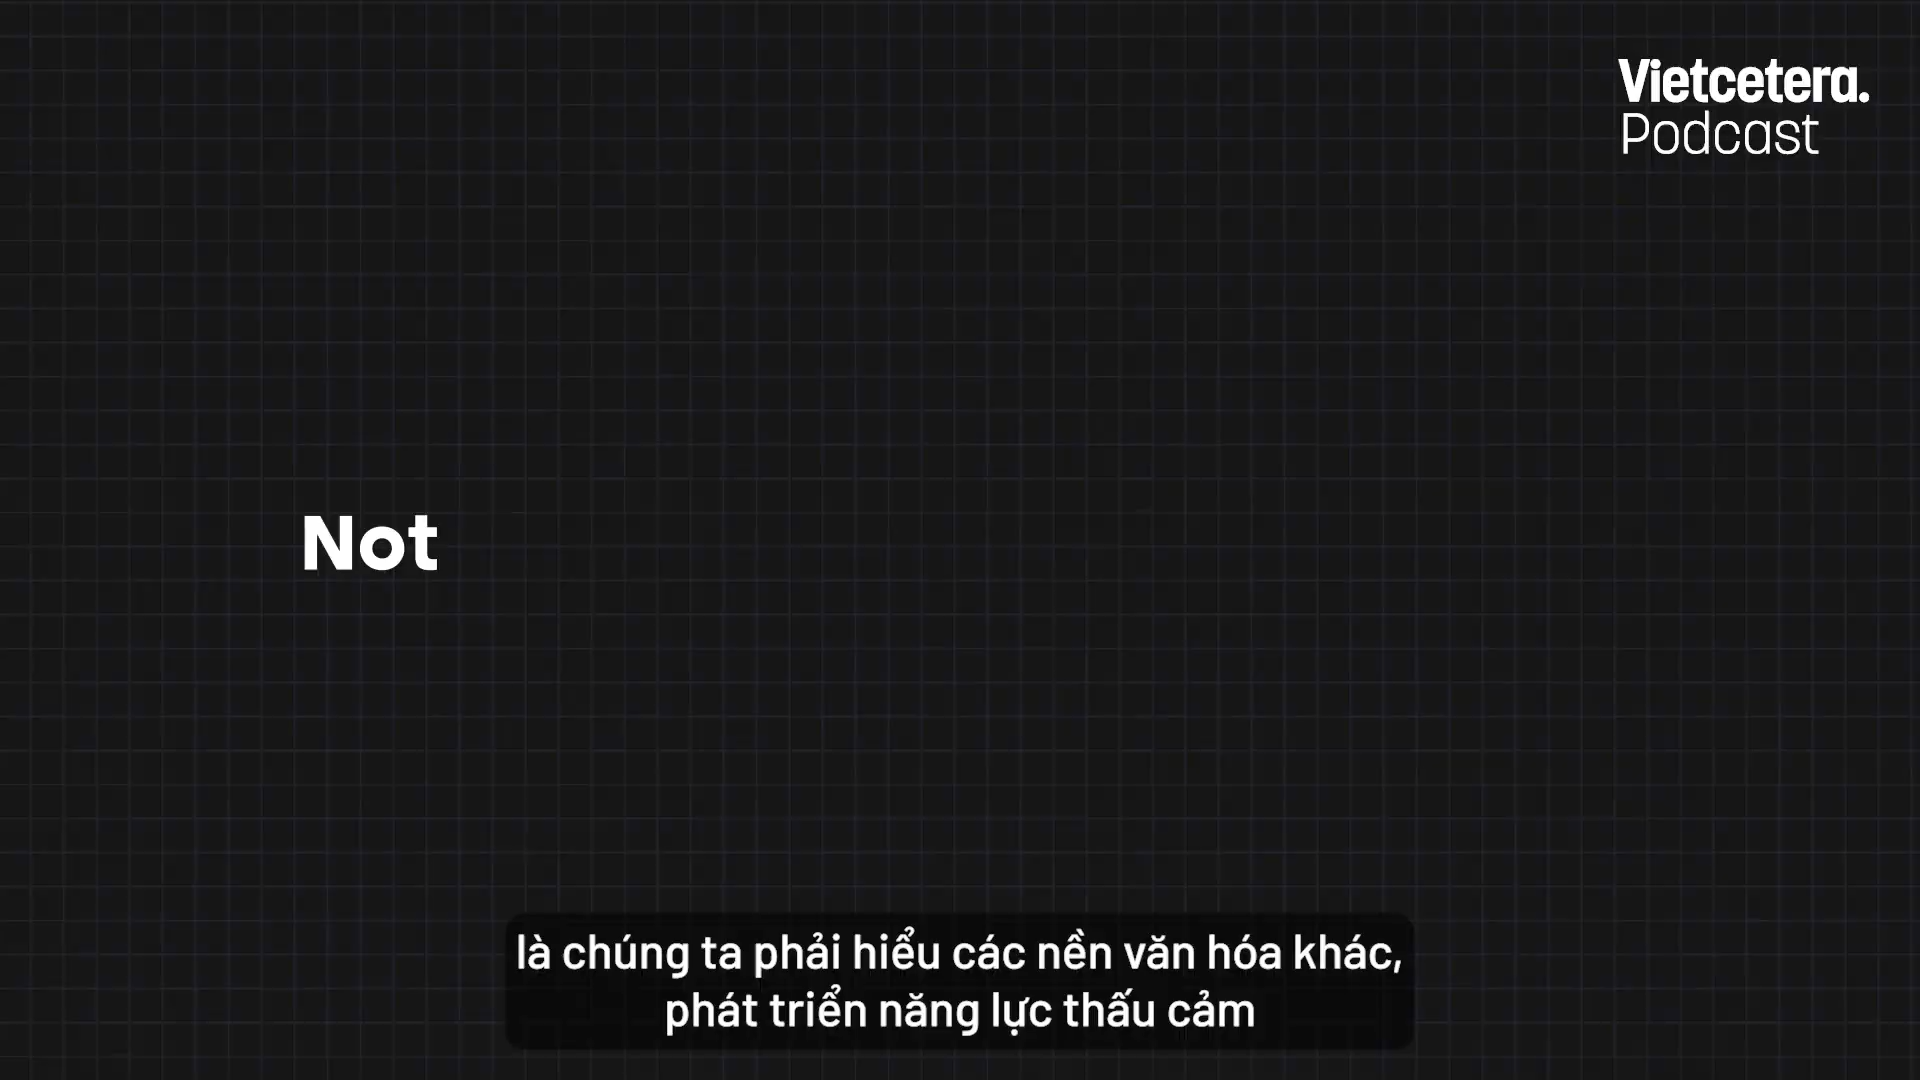 Vietcetera.
Podcast
Not
là chúng ta phải hiểu các nền văn hóa khác,
phát triển năng lực thấu cảm